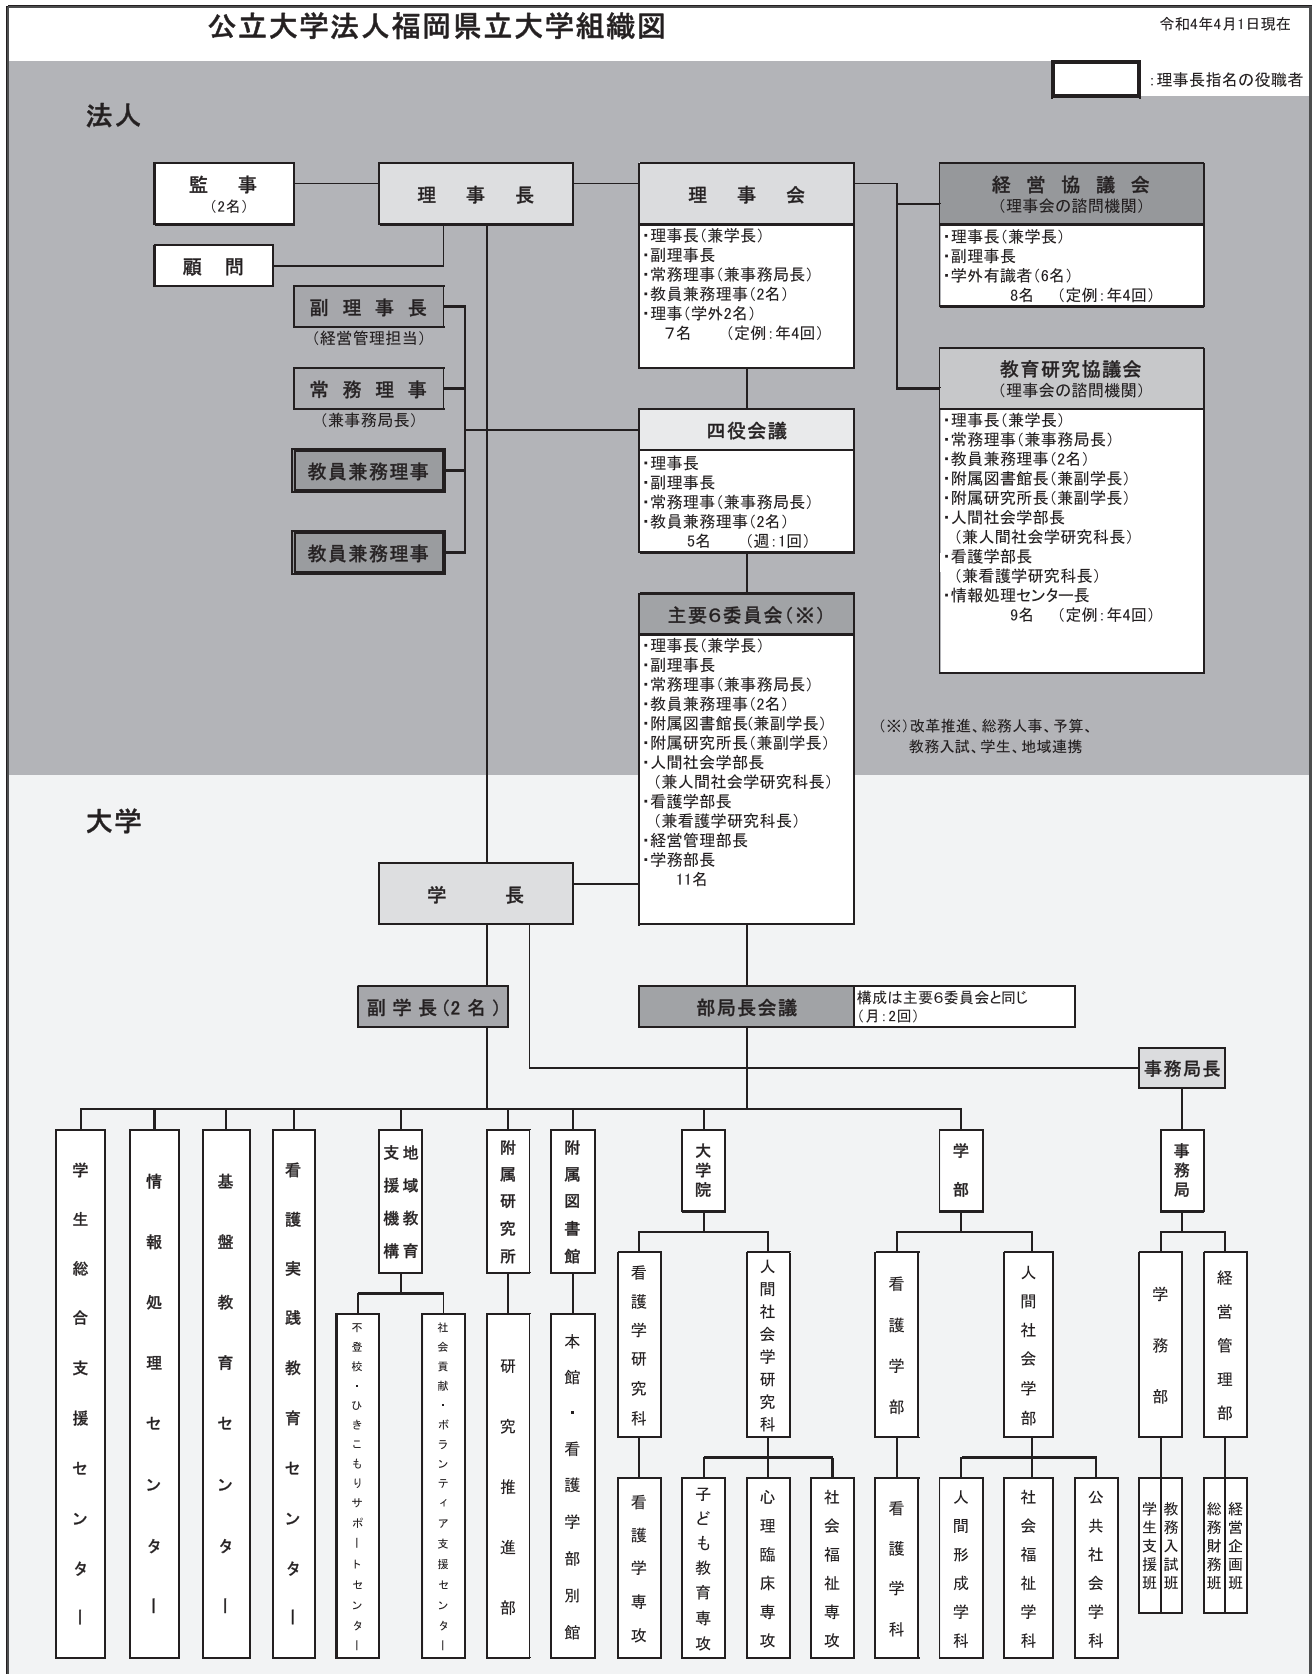 公立大学法人福岡県立大学組織図
令和4年4月1日現在
：理事長指名の役職者
法人
監　事
（2名）
理　事　長
理　事　会
・理事長（兼学長）
・副理事長
・常務理事（兼事務局長）
・教員兼務理事（2名）
・理事（学外2名）
7名　（定例：年4回）
経 営 協 議 会
（理事会の諮問機関）
・理事長（兼学長）
・副理事長
・学外有識者（6名）
8名　（定例：年4回）
顧　問
副 理 事 長
（経営管理担当）
常 務 理 事
（兼事務局長）
教員兼務理事
教員兼務理事
教育研究協議会
（理事会の諮問機関）
・理事長（兼学長）
・常務理事（兼事務局長）
・教員兼務理事（2名）
・附属図書館長（兼副学長）
・附属研究所長（兼副学長）
・人間社会学部長
（兼人間社会学研究科長）
・看護学部長
（兼看護学研究科長）
・情報処理センター長
9名　（定例：年4回）
四役会議
・理事長
・副理事長
・常務理事（兼事務局長）
・教員兼務理事（2名）
5名　（週：1回）
主要6委員会（※）
・理事長（兼学長）
・副理事長
・常務理事（兼事務局長）
・教員兼務理事（2名）
・附属図書館長（兼副学長）
・附属研究所長（兼副学長）
・人間社会学部長
（兼人間社会学研究科長）
・看護学部長
（兼看護学研究科長）
・経営管理部長
・学務部長
11名
（※）改革推進、総務人事、予算、
教務入試、学生、地域連携
大学
学　長
副 学 長（2 名）
部局長会議
構成は主要6委員会と同じ
（月：2回）
事務局長
学生総合支援センター
情報処理センター
基盤教育センター
看護実践教育センター
地域教育
支援機構
不登校・ひきこもりサポートセンター
社会貢献・ボランティア支援センター
附属研究所
研究推進部
附属図書館
本館・看護学部別館
大学院
看護学研究科
看護学専攻
人間社会学研究科
子ども教育専攻
心理臨床専攻
社会福祉専攻
学部
看護学部
看護学科
人間社会学部
人間形成学科
社会福祉学科
公共社会学科
事務局
学務部
学生支援班
教務入試班
経営管理部
総務財務班
経営企画班